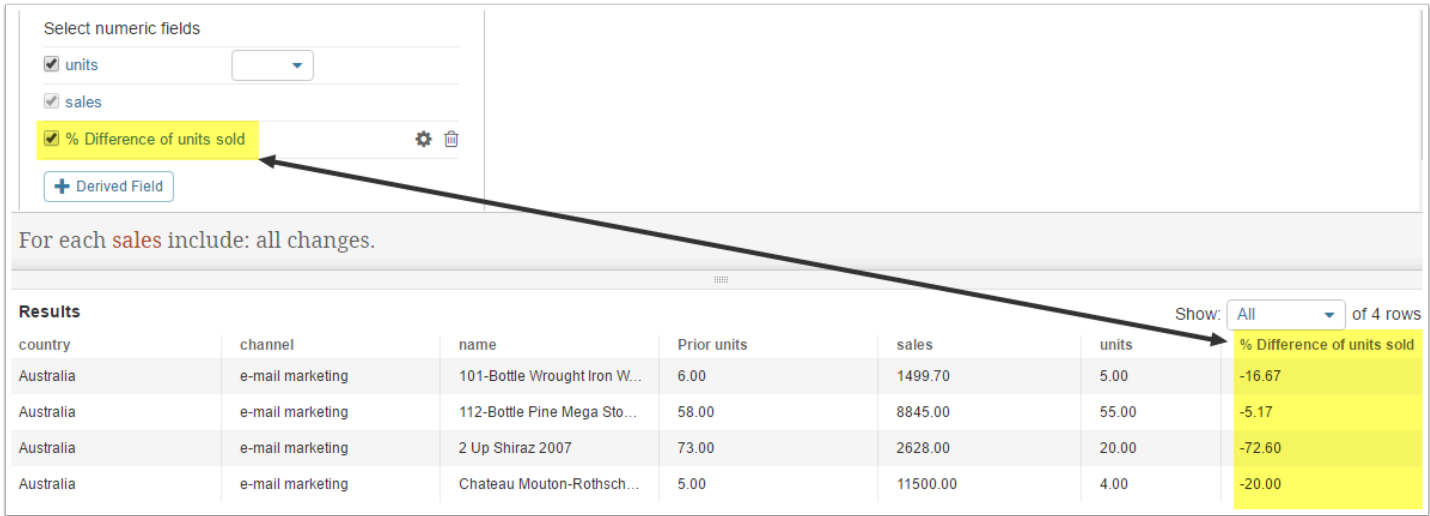 Select numeric fields
units
sales
% Difference of units sold
Derived Field
For each sales include: all changes.
Results
Show: All of 4 rows
country channel name Prior units sales units % Difference of units sold
Australia e-mail marketing 101-Bottle Wrought Iron W... 6.00 1499.70 5.00 -16.67
Australia e-mail marketing 112-Bottle Pine Mega Sto... 58.00 8845.00 55.00 -5.17
Australia e-mail marketing 2 Up Shiraz 2007 73.00 2628.00 20.00 -72.60
Australia e-mail marketing Chateau Mouton-Rothsch... 5.00 11500.00 4.00 -20.00